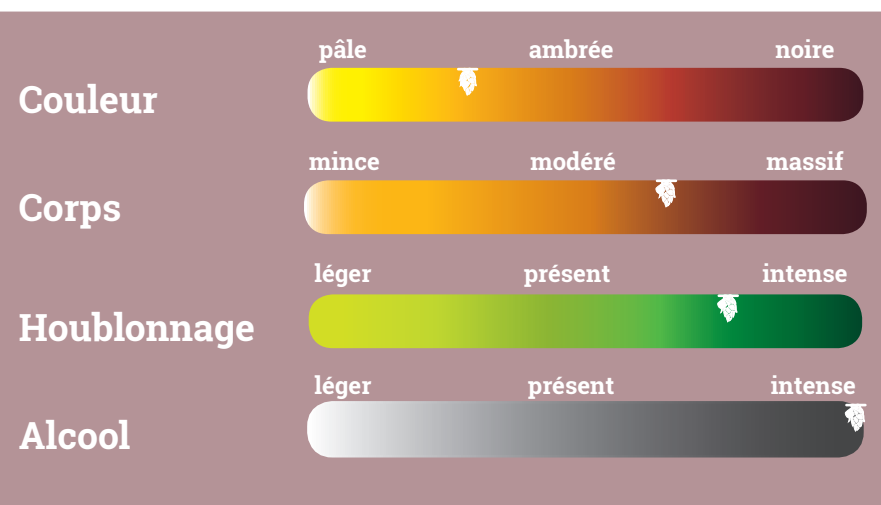 pâle ambrée noire
Couleur
mince modéré massif
Corps
léger présent intense
Houblonnage
léger présent intense
Alcool